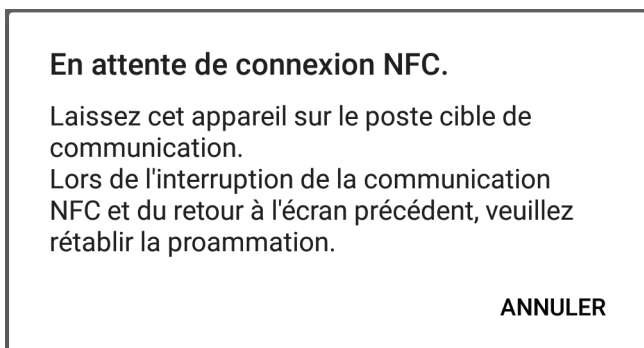 En attente de connexion NFC.
Laissez cet appareil sur le poste cible de
communication.
Lors de l'interruption de la communication
NFC et du retour à l'écran précédent, veuillez
rétablir la proammation.
ANNULER